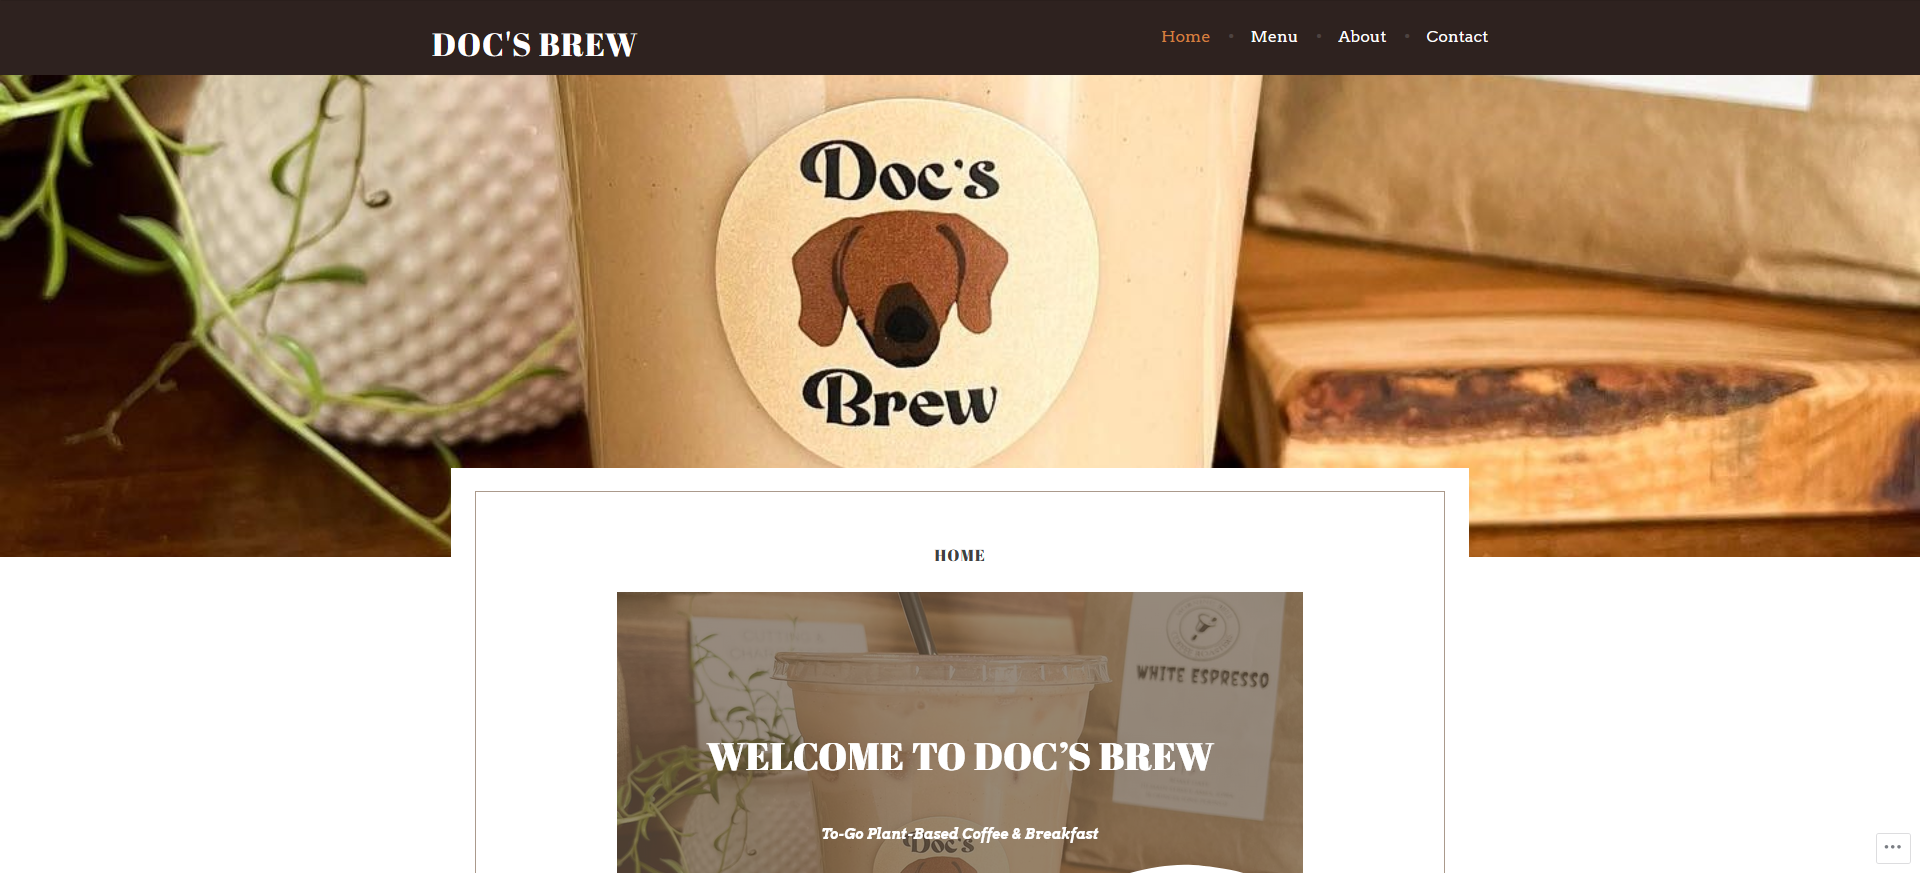 DOC'S BREW
Home
Menu
About
Contact
Doc's
Brew
HOME
WHITE ESPRESSO
WELCOME TO DOC’S BREW
To-Go Plant-Based Coffee & Breakfast
Doc's